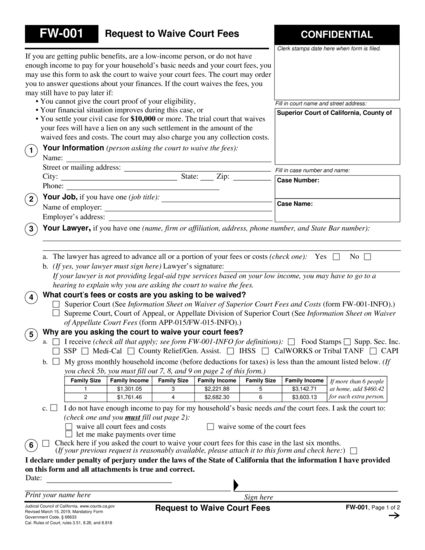 FW-001
Request to Waive Court Fees
CONFIDENTIAL
Clerk stamps date here when form is filed.
If you are getting public benefits, are a low-income person, or do not have
enough income to pay for your household's basic needs and your court fees, you
may use this form to ask the court to waive your court fees. The court may order
you to answer questions about your finances. If the court waives the fees, you
may still have to pay later if:
• You cannot give the court proof of your eligibility,
• Your financial situation improves during this case, or
• You settle your civil case for $10,000 or more. The trial court that waives
your fees will have a lien on any such settlement in the amount of the
waived fees and costs. The court may also charge you any collection costs.
Fill in court name and street address:
Superior Court of California, County of
Fill in case number and name:
Case Number:
Case Name:
1 Your Information (person asking the court to waive the fees):
Name:
Street or mailing address:
City: State: Zip:
Phone:
2 Your Job, if you have one (job title):
Name of employer:
Employer's address:
3 Your Lawyer, if you have one (name, firm or affiliation, address, phone number, and State Bar number):
a. The lawyer has agreed to advance all or a portion of your fees or costs (check one): Yes No
b. (If yes, your lawyer must sign here) Lawyer's signature:
If your lawyer is not providing legal-aid type services based on your low income, you may have to go to a
hearing to explain why you are asking the court to waive the fees.
4 What court's fees or costs are you asking to be waived?
Superior Court (See Information Sheet on Waiver of Superior Court Fees and Costs (form FW-001-INFO).)
Supreme Court, Court of Appeal, or Appellate Division of Superior Court (See Information Sheet on Waiver
of Appellate Court Fees (form APP-015/FW-015-INFO).)
5 Why are you asking the court to waive your court fees?
a. I receive (check all that apply; see form FW-001-INFO for definitions): Food Stamps Supp. Sec. Inc.
SSP Medi-Cal County Relief/Gen. Assist. IHSS CalWORKS or Tribal TANF CAPI
b. My gross monthly household income (before deductions for taxes) is less than the amount listed below. (If
you check 5b, you must fill out 7, 8, and 9 on page 2 of this form.)
Family Size Family Income Family Size Family Income Family Size Family Income
1 $1,301.05 3 $2,221.88 5 $3,142.71
2 $1,761.46 4 $2,682.30 6 $3,603.13
If more than 6 people
at home, add $460.42
for each extra person.
c. I do not have enough income to pay for my household's basic needs and the court fees. I ask the court to:
(check one and you must fill out page 2):
waive all court fees and costs waive some of the court fees
let me make payments over time
6 Check here if you asked the court to waive your court fees for this case in the last six months.
(If your previous request is reasonably available, please attach it to this form and check here:)
I declare under penalty of perjury under the laws of the State of California that the information I have provided
on this form and all attachments is true and correct.
Date:
Print your name here
Sign here
Judicial Council of California, www.courts.ca.gov
Revised March 15, 2019, Mandatory Form
Government Code, § 68633
Cal. Rules of Court, rules 3.51, 8.26, and 8.818
Request to Waive Court Fees
FW-001, Page 1 of 2